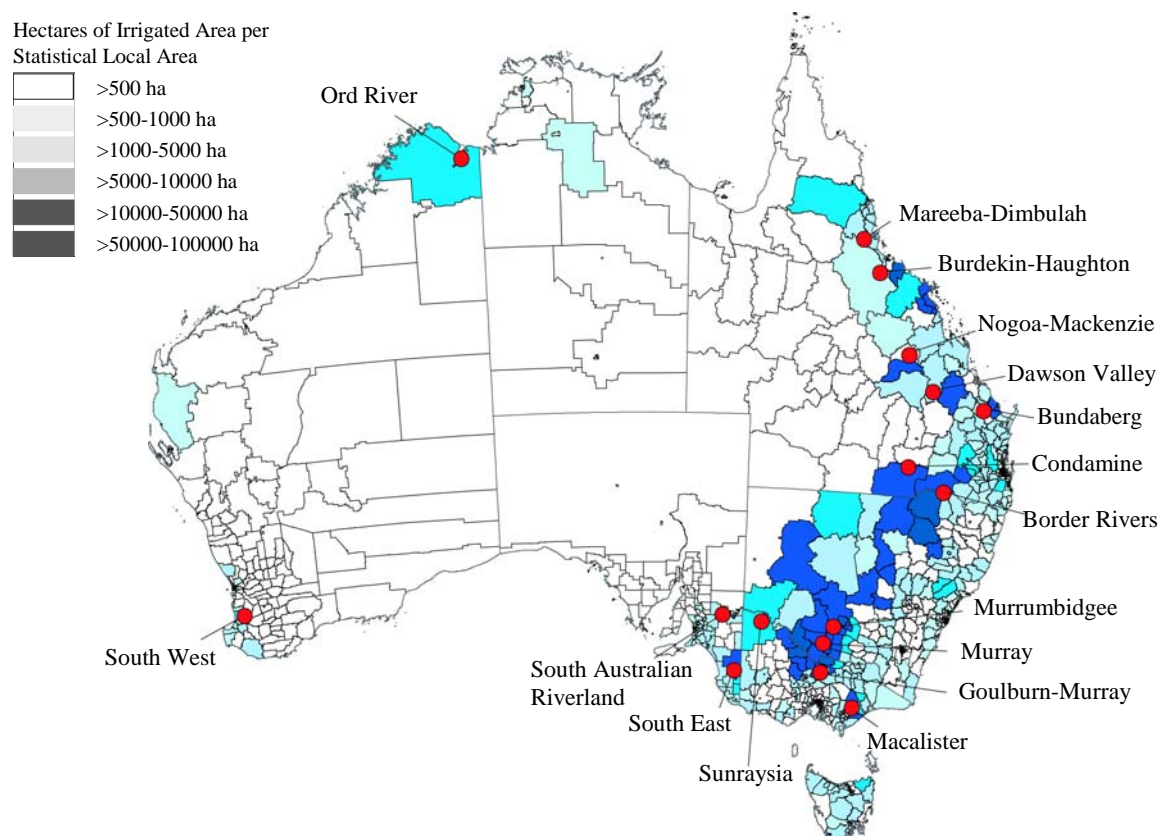 Hectares of Irrigated Area per
Statistical Local Area
>500 ha
>500-1000 ha
>1000-5000 ha
>5000-10000 ha
>10000-50000 ha
>50000-100000 ha
Ord River
Mareeba-Dimbulah
Burdekin-Haughton
Nogoa-Mackenzie
Dawson Valley
Bundaberg
Condamine
Border Rivers
Murrumbidgee
Murray
Goulburn-Murray
Macalister
South West
South Australian
Riverland
South East
Sunraysia